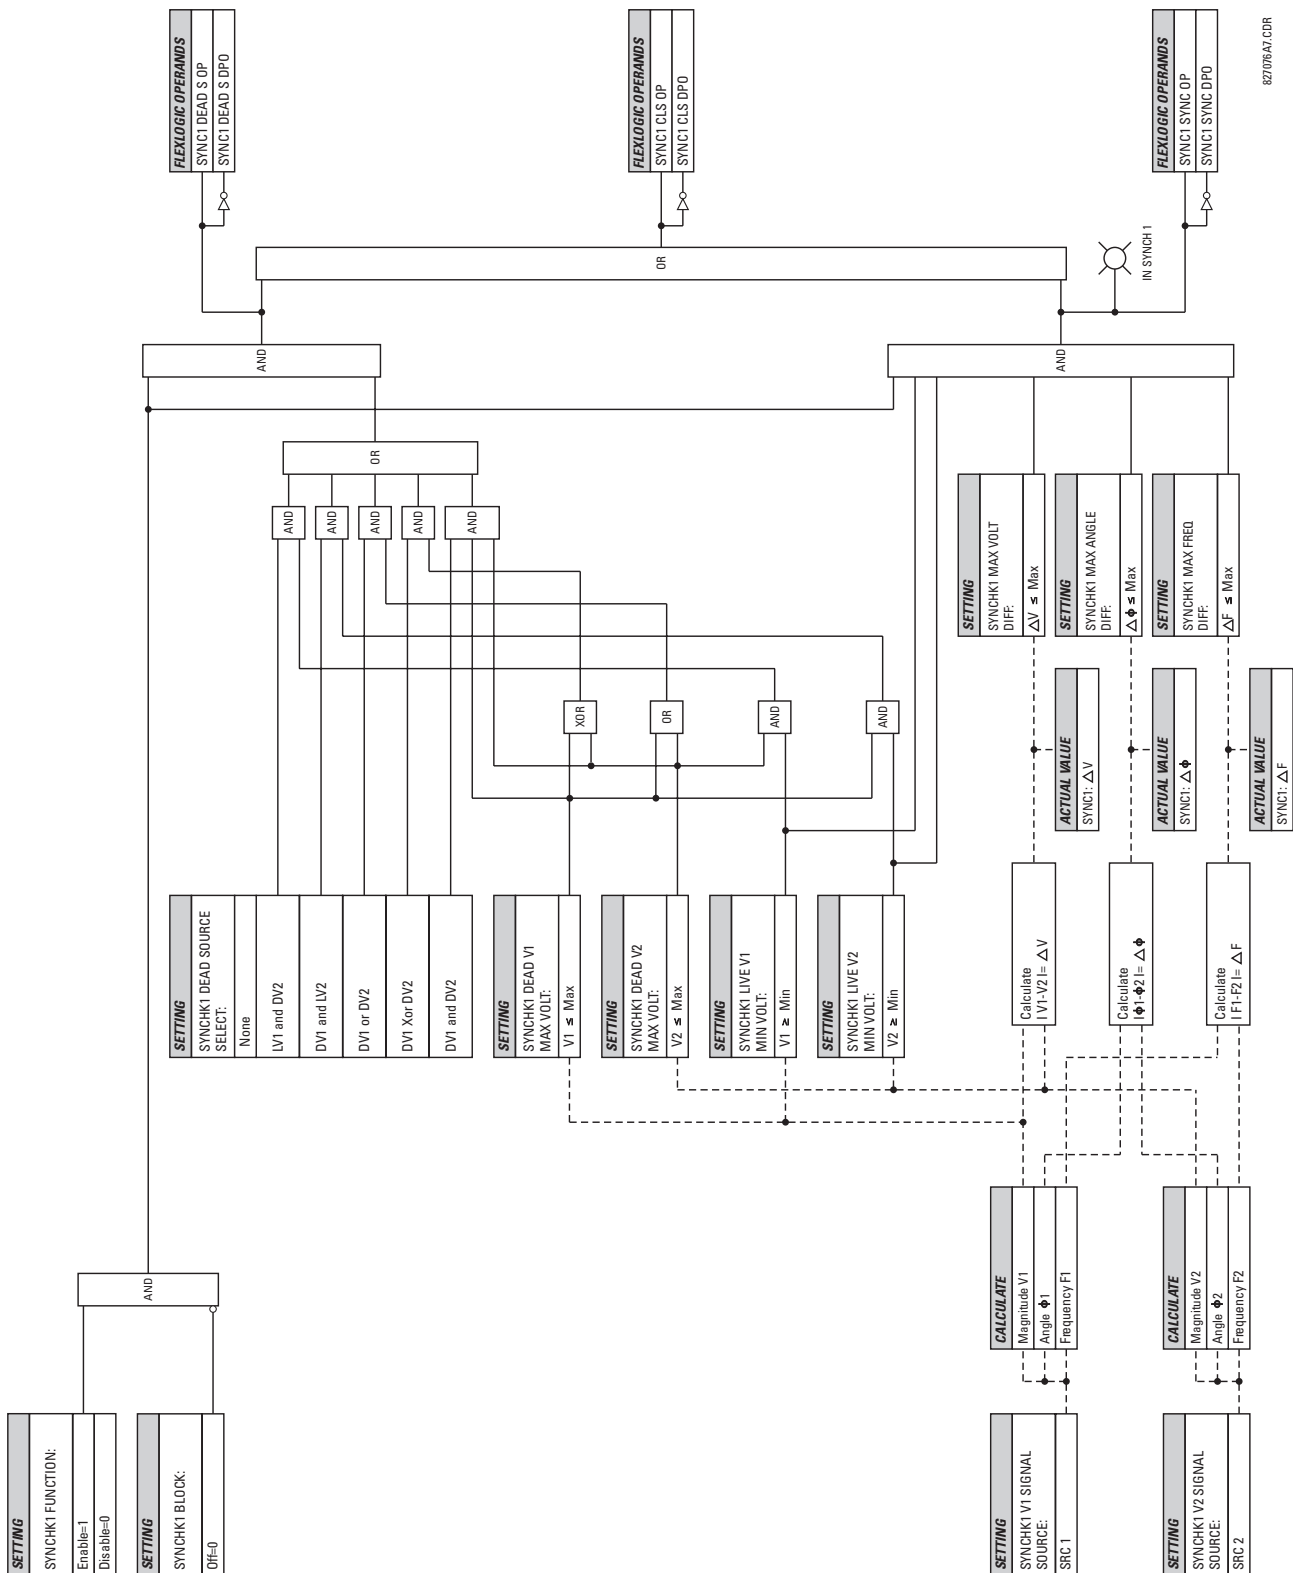 SETTING
SYNCHK1 FUNCTION:
Enable=1
Disable=0
SETTING
SYNCHK1 BLOCK:
Off=0
AND
SETTING
SYNCHK1 DEAD SOURCE
SELECT:
None
LV1 and DV2
DV1 and LV2
DV1 or DV2
DV1 Xor DV2
DV1 and DV2
SETTING
SYNCHK1 DEAD V1
MAX VOLT:
V1 ≤ Max
SETTING
SYNCHK1 DEAD V2
MAX VOLT:
V2 ≤ Max
SETTING
SYNCHK1 LIVE V1
MIN VOLT:
V1 ≥ Min
SETTING
SYNCHK1 LIVE V2
MIN VOLT:
V2 ≥ Min
XOR
OR
AND
AND
AND
AND
AND
AND
AND
OR
AND
FLEXLOGIC OPERANDS
SYNC1 DEAD S OP
SYNC1 DEAD S DPO
OR
FLEXLOGIC OPERANDS
SYNC1 CLS OP
SYNC1 CLS DPO
SETTING
SYNCHK1 V1 SIGNAL
SOURCE:
SRC 1
CALCULATE
Magnitude V1
Angle Φ1
Frequency F1
SETTING
SYNCHK1 V2 SIGNAL
SOURCE:
SRC 2
CALCULATE
Magnitude V2
Angle Φ2
Frequency F2
Calculate
I V1-V2 I= △V
Calculate
I Φ1-Φ2 I= △Φ
Calculate
I F1-F2 I= △F
ACTUAL VALUE
SYNC1: △V
ACTUAL VALUE
SYNC1: △Φ
ACTUAL VALUE
SYNC1: △F
SETTING
SYNCHK1 MAX VOLT
DIFF:
△V ≤ Max
SETTING
SYNCHK1 MAX ANGLE
DIFF:
△Φ ≤ Max
SETTING
SYNCHK1 MAX FREQ
DIFF:
△F ≤ Max
AND
IN SYNCH 1
FLEXLOGIC OPERANDS
SYNC1 SYNC OP
SYNC1 SYNC DPO
827076A7.CDR